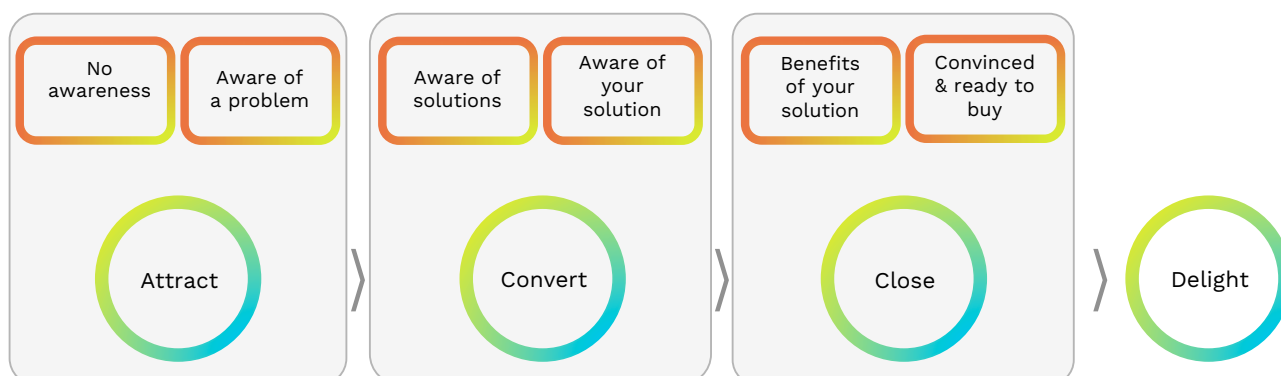 No
awareness
Aware of
a problem
Aware of
solutions
Aware of
your
solution
Benefits
of your
solution
Convinced
& ready to
buy
Attract
Convert
Close
Delight